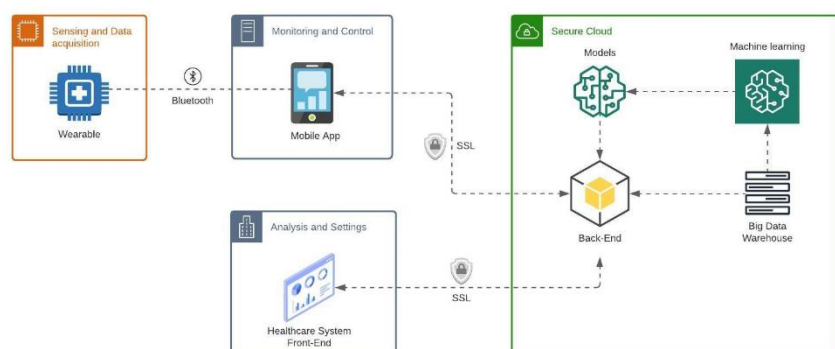 Sensing and Data
acquisition
Wearable
Bluetooth
Monitoring and Control
Mobile App
SSL
Analysis and Settings
Healthcare System
Front-End
SSL
Secure Cloud
Models
Machine learning
Back-End
Big Data
Warehouse